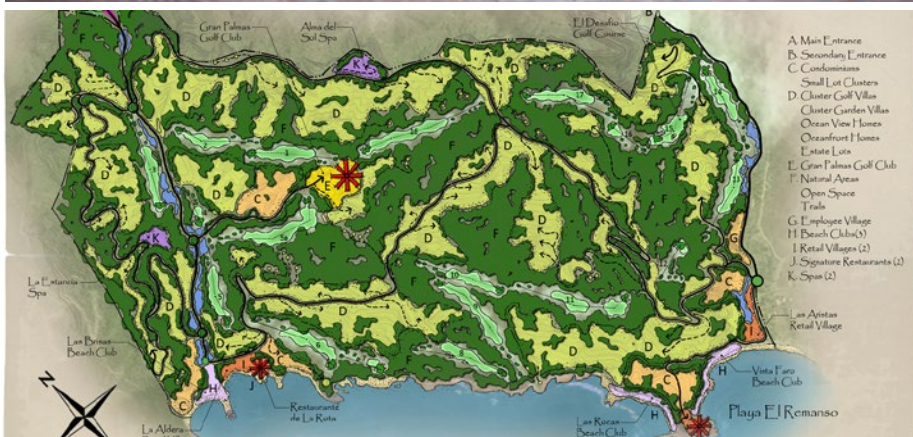 Gran Palmas
Golf Club
Alma del
Sol Spa
El Desafio
Golf Course
B
A. Main Entrance
B. Secondary Entrance
C. Condominiums
Small Lot Clusters
D. Cluster Golf Villas
Cluster Garden Villas
Ocean View Homes
Oceanfront Homes
Estate Lots
E. Gran Palmas Golf Club
F. Natural Areas
Open Space
Trails
G. Employee Village
H. Beach Clubs(3)
I. Retail Villages (2)
J. Signature Restaurants (2)
K. Spas (2)
La Estancia
Spa
Las Brisas
Beach Club
Las Aristas
Retail Village
Vista Faro
Beach Club
Restaurante
de La Rota
La Aldera
Las Rocas
Beach Club
Playa El Remanso
N